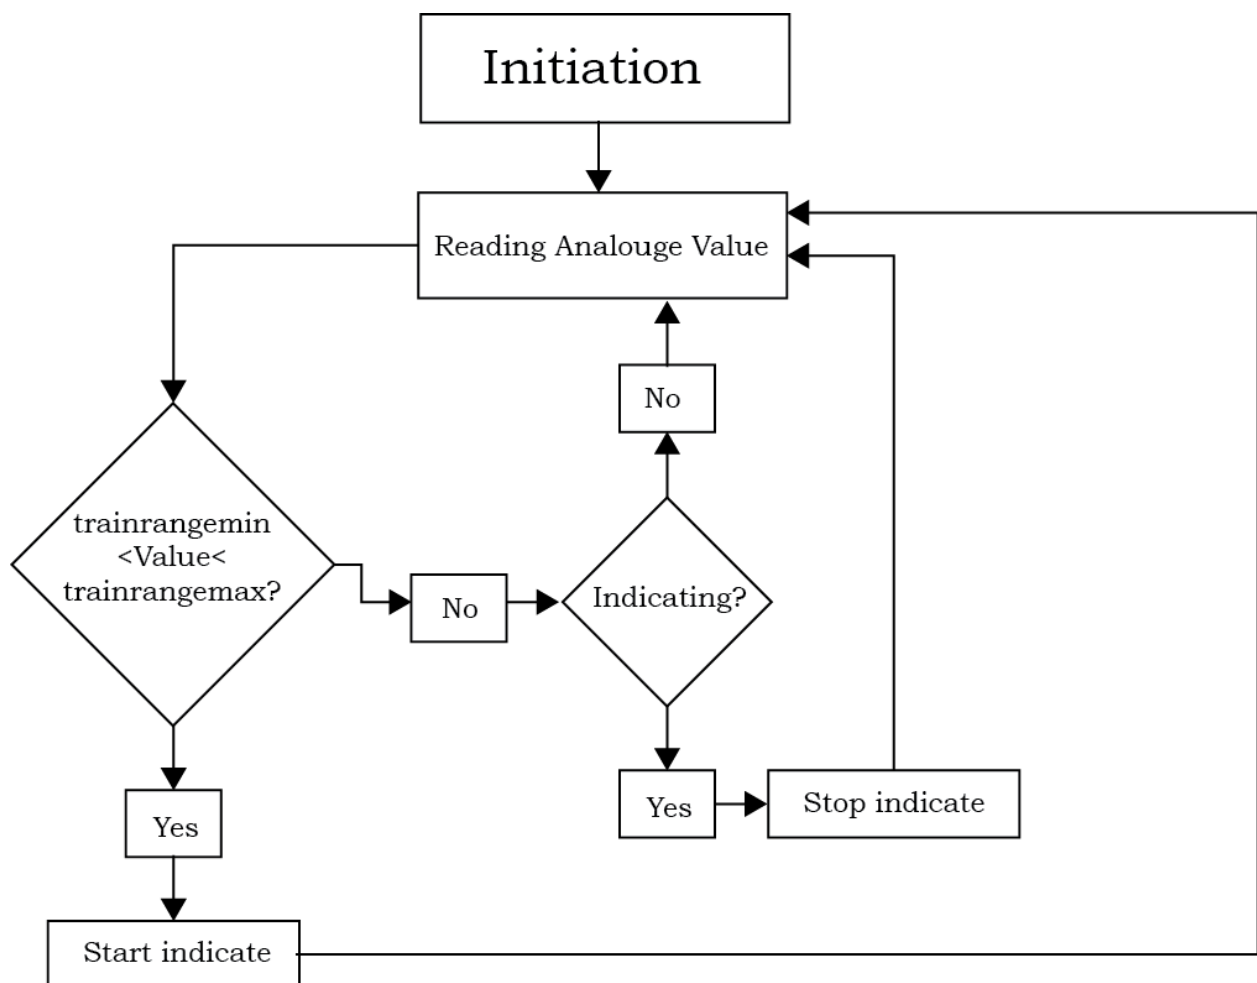 Initiation
Reading Analouge Value
No
trainrangemin
<Value<
trainrangemax?
No
Indicating?
Yes
Stop indicate
Yes
Start indicate